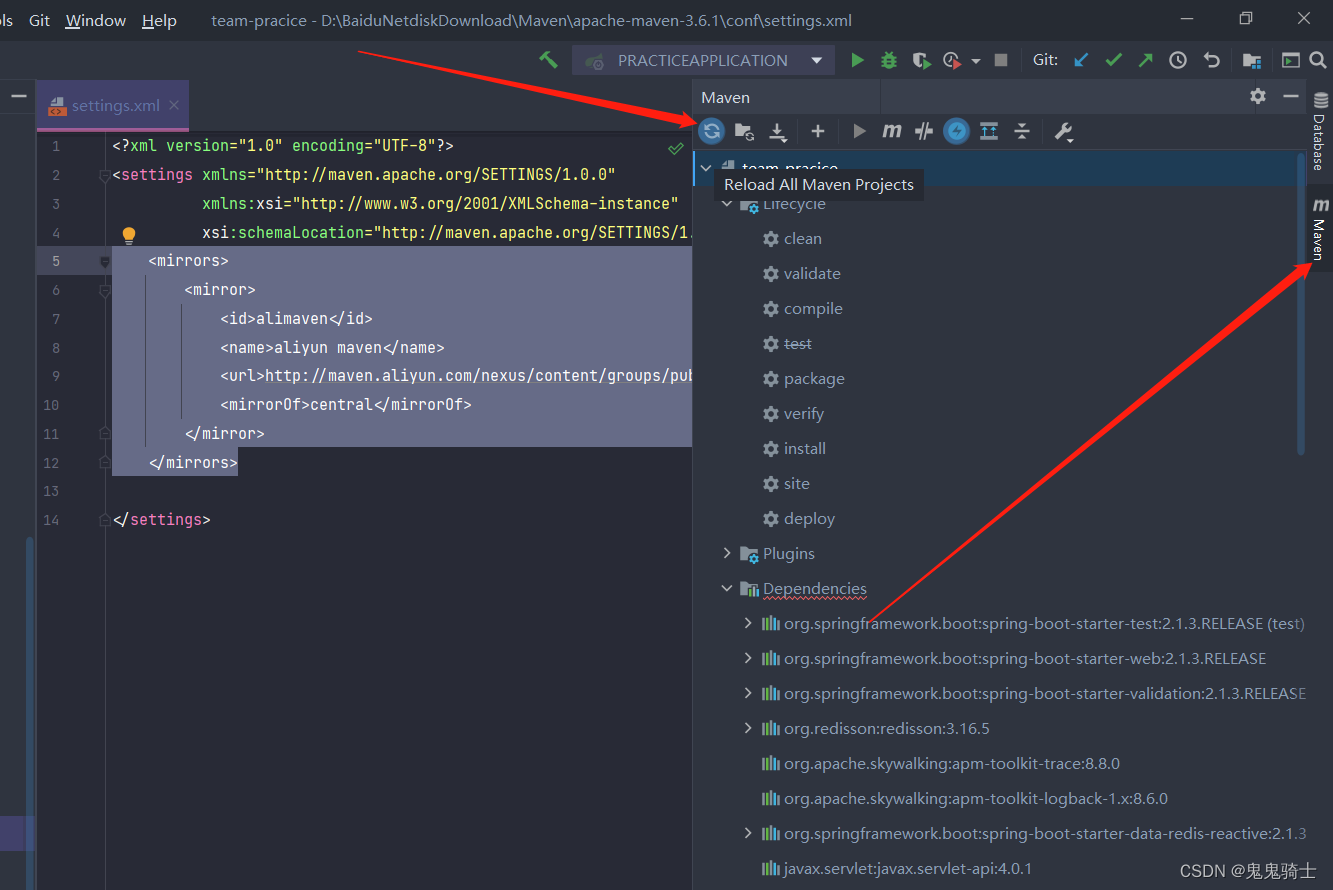 ls Git Window Help team-pracice - D:\BaiduNetdiskDownload\Maven\apache-maven-3.6.1\conf\settings.xml
PRACTICEAPPLICATION Git:
settings.xml
1 <?xml version="1.0" encoding="UTF-8"?>
2 <settings xmlns="http://maven.apache.org/SETTINGS/1.0.0"
3 xmlns:xsi="http://www.w3.org/2001/XMLSchema-instance"
4 xsi:schemaLocation="http://maven.apache.org/SETTINGS/1.
5 <mirrors>
6 <mirror>
7 <id>alimaven</id>
8 <name>aliyun maven</name>
9 <url>http://maven.aliyun.com/nexus/content/groups/pub
10 <mirrorOf>central</mirrorOf>
11 </mirror>
12 </mirrors>
13
14 </settings>
Maven
m
team-pracice
Reload All Maven Projects
Lifecycle
clean
validate
compile
test
package
verify
install
site
deploy
Plugins
Dependencies
org.springframework.boot:spring-boot-starter-test:2.1.3.RELEASE (test)
org.springframework.boot:spring-boot-starter-web:2.1.3.RELEASE
org.springframework.boot:spring-boot-starter-validation:2.1.3.RELEASE
org.redisson:redisson:3.16.5
org.apache.skywalking:apm-toolkit-trace:8.8.0
org.apache.skywalking:apm-toolkit-logback-1.x:8.6.0
org.springframework.boot:spring-boot-starter-data-redis-reactive:2.1.3
javax.servlet:javax.servlet-api:4.0.1
Database
m Maven
CSDN @鬼鬼骑士